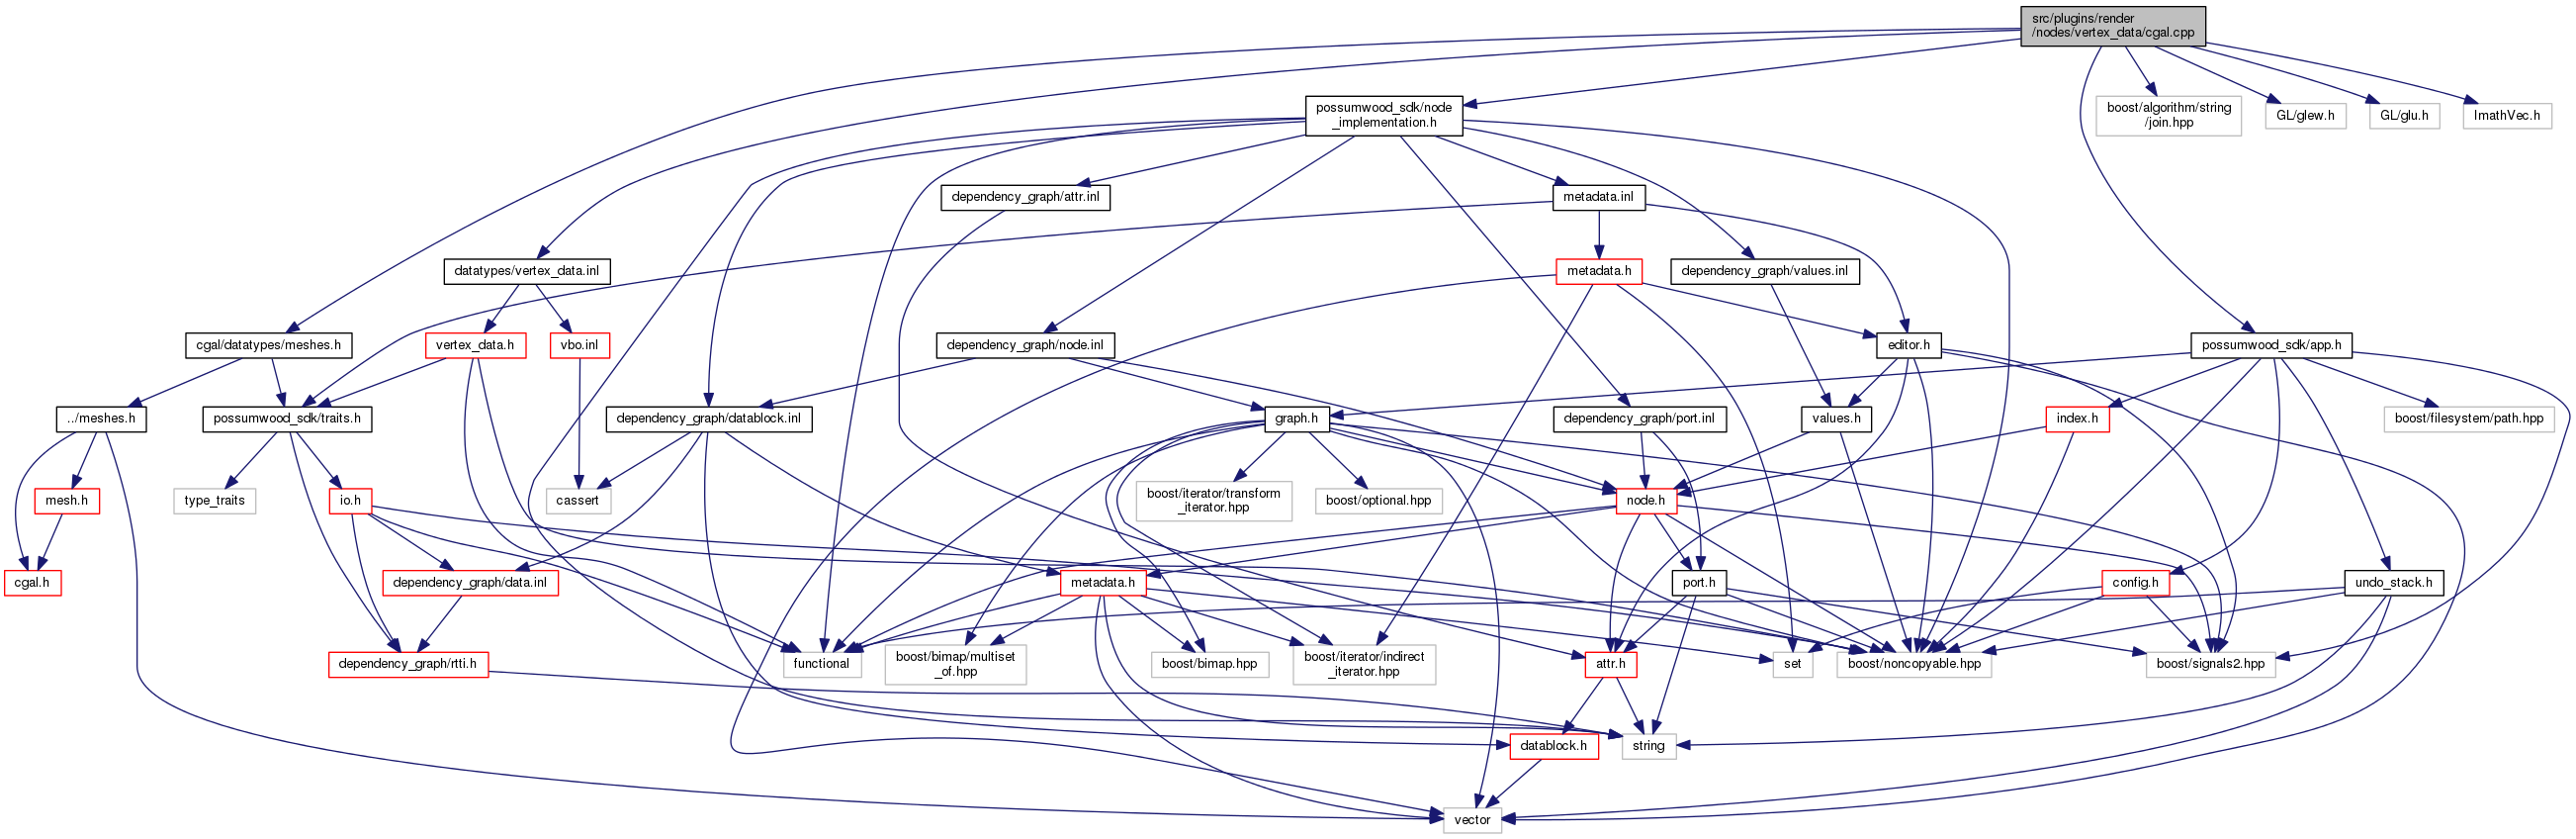 src/plugins/render
/nodes/vertex_data/cgal.cpp
possumwood_sdk/node
_implementation.h
boost/algorithm/string
/join.hpp
GL/glew.h
GL/glu.h
ImathVec.h
dependency_graph/attr.inl
metadata.inl
datatypes/vertex_data.inl
metadata.h
dependency_graph/values.inl
cgal/datatypes/meshes.h
vertex_data.h
vbo.inl
dependency_graph/node.inl
editor.h
possumwood_sdk/app.h
../meshes.h
possumwood_sdk/traits.h
dependency_graph/datablock.inl
graph.h
dependency_graph/port.inl
values.h
index.h
boost/filesystem/path.hpp
mesh.h
type_traits
io.h
cassert
boost/iterator/transform
_iterator.hpp
boost/optional.hpp
node.h
cgal.h
dependency_graph/data.inl
metadata.h
port.h
config.h
undo_stack.h
dependency_graph/rtti.h
functional
boost/bimap/multiset
_of.hpp
boost/bimap.hpp
boost/iterator/indirect
_iterator.hpp
attr.h
set
boost/noncopyable.hpp
boost/signals2.hpp
datablock.h
string
vector